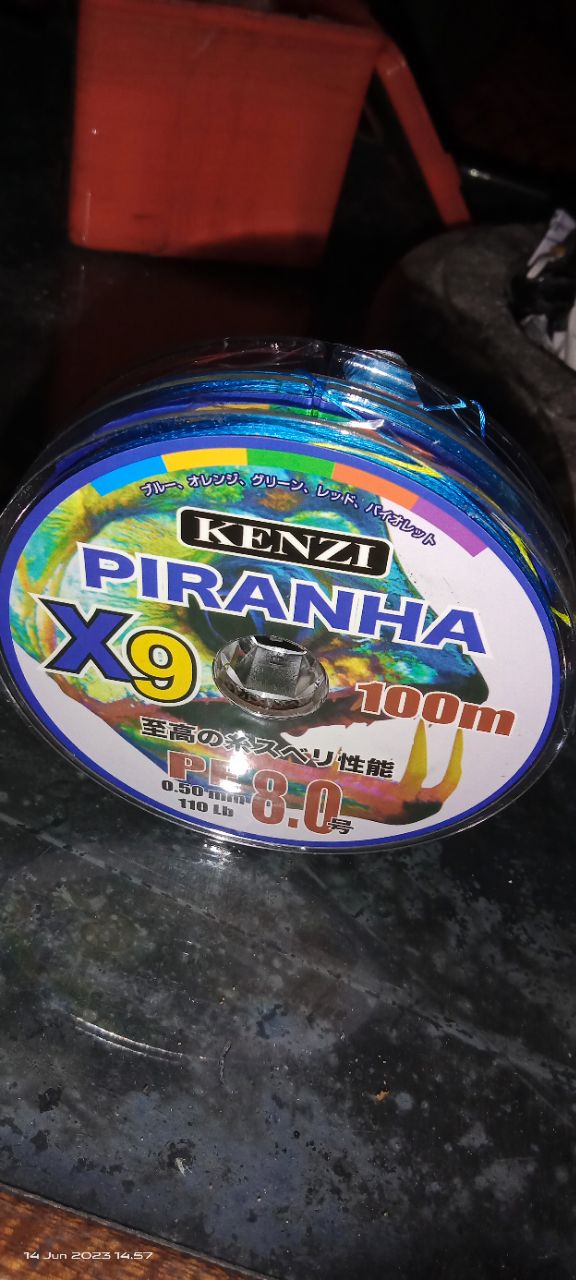 ブルー、オレンジ、グリーン、レッド、バイオレット
KENZI
PIRANHA
X9
100m
至高の糸スベリ性能
PE 8.0号
0.50 mm
110 Lb
14 Jun 2023 14:57